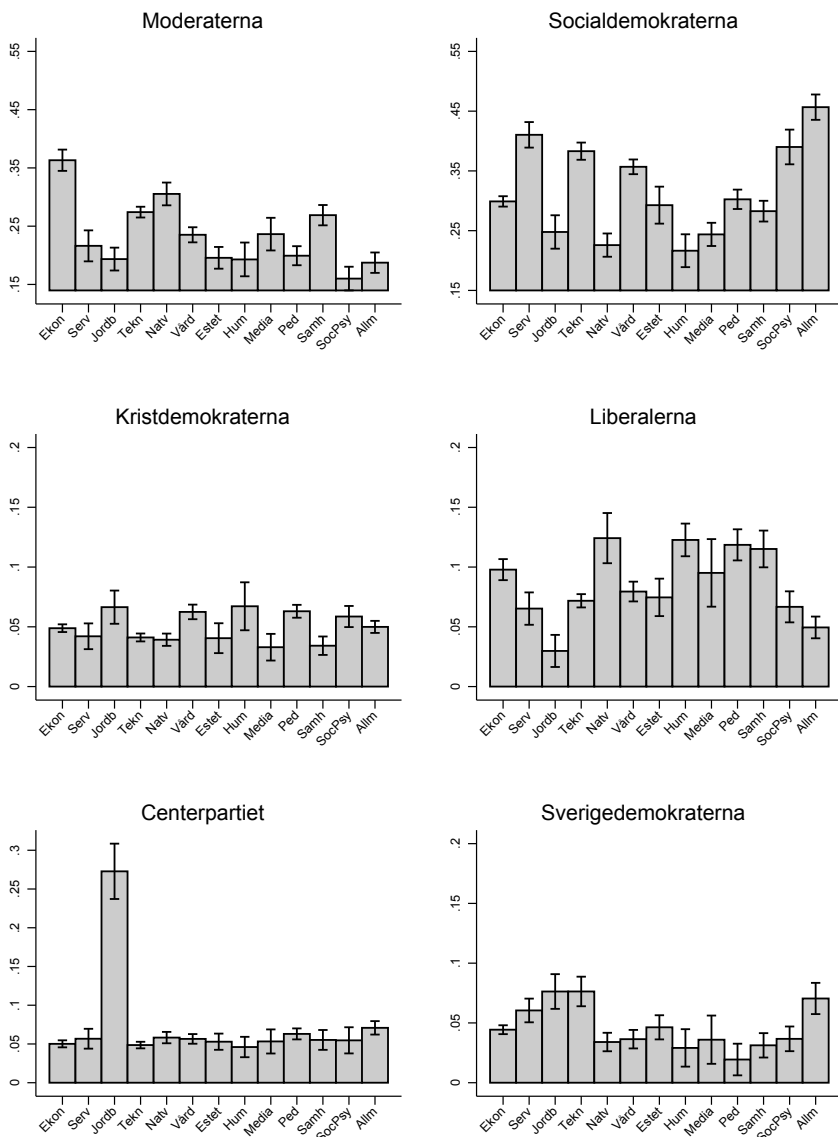 Moderaterna
.55
.45
.35
.25
.15
Ekon Serv Jordb Tekn Natv Vård Estet Hum Media Ped Samh SocPsy Allm
Socialdemokraterna
.55
.45
.35
.25
.15
Ekon Serv Jordb Tekn Natv Vård Estet Hum Media Ped Samh SocPsy Allm
Kristdemokraterna
.2
.15
.1
.05
0
Ekon Serv Jordb Tekn Natv Vård Estet Hum Media Ped Samh SocPsy Allm
Liberalerna
.2
.15
.1
.05
0
Ekon Serv Jordb Tekn Natv Vård Estet Hum Media Ped Samh SocPsy Allm
Centerpartiet
.3
.25
.2
.15
.1
.05
0
Ekon Serv Jordb Tekn Natv Vård Estet Hum Media Ped Samh SocPsy Allm
Sverigedemokraterna
.2
.15
.1
.05
0
Ekon Serv Jordb Tekn Natv Vård Estet Hum Media Ped Samh SocPsy Allm